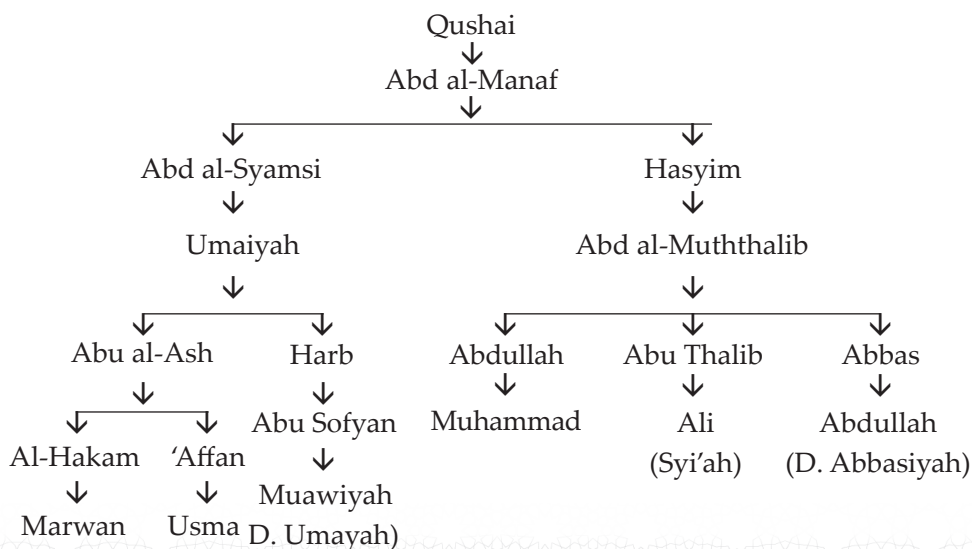 Qushai
Abd al-Manaf
Abd al-Syamsi Hasyim
Umaiyah Abd al-Muththalib
Abu al-Ash Harb Abdullah Abu Thalib Abbas
Abu Sofyan Muhammad Ali Abdullah
Al-Hakam 'Affan (Syi'ah) (D. Abbasiyah)
Muawiyah
Marwan Usma D. Umayah)